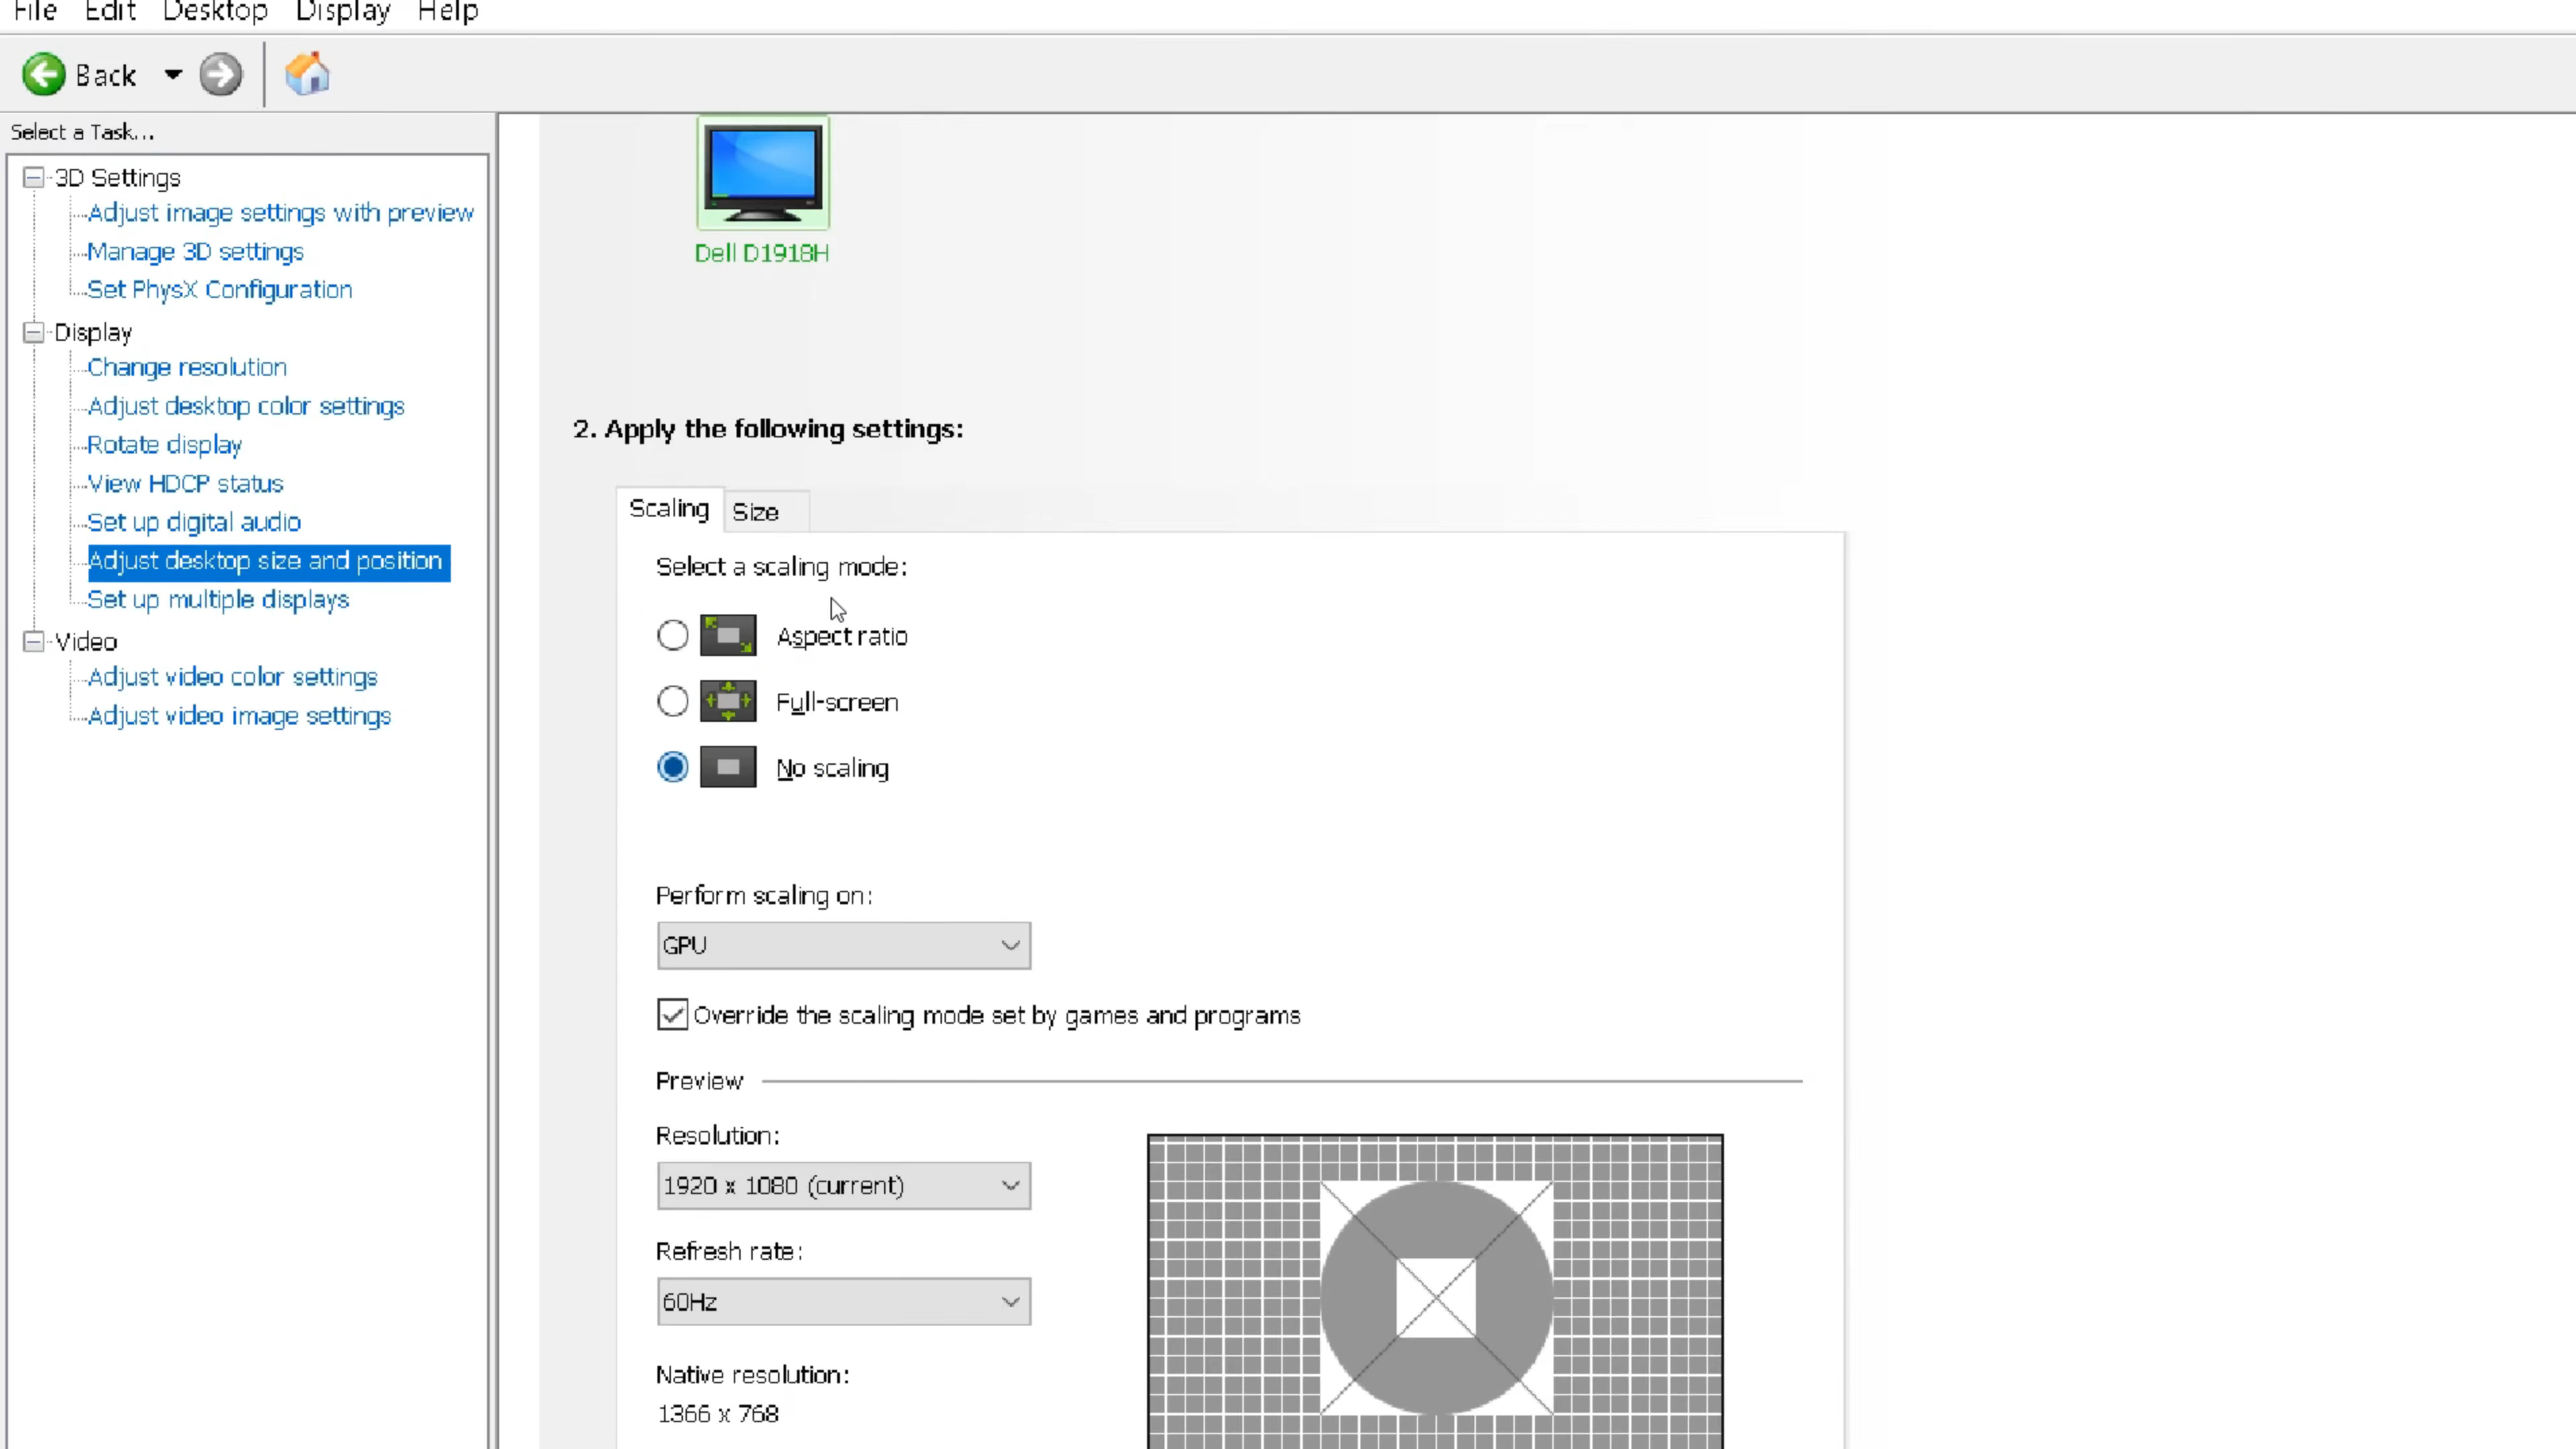 File Edit Desktop Display Help
Back
Select a Task...
3D Settings
Adjust image settings with preview
Manage 3D settings
Set PhysX Configuration
Display
Change resolution
Adjust desktop color settings
Rotate display
View HDCP status
Set up digital audio
Adjust desktop size and position
Set up multiple displays
Video
Adjust video color settings
Adjust video image settings
Dell D1918H
2. Apply the following settings:
Scaling Size
Select a scaling mode:
Aspect ratio
Full-screen
No scaling
Perform scaling on:
GPU
Override the scaling mode set by games and programs
Preview
Resolution:
1920 x 1080 (current)
Refresh rate:
60Hz
Native resolution:
1366 x 768